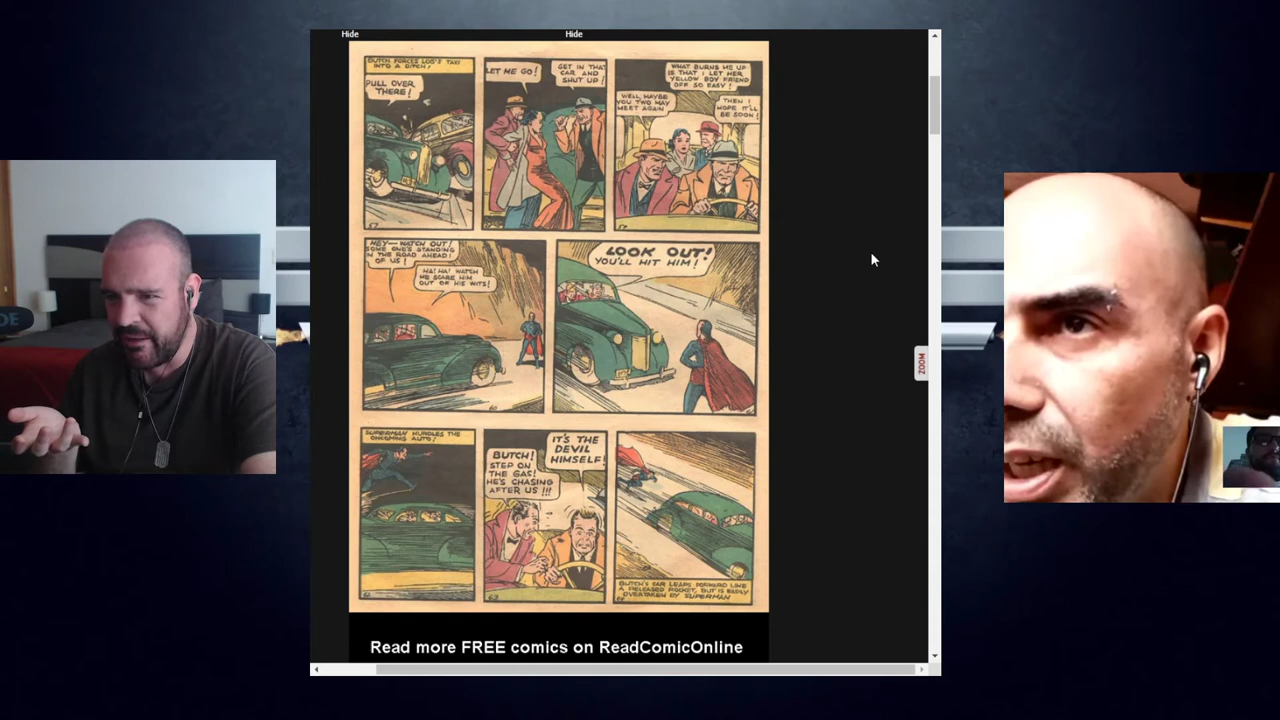 Hide
Hide
BUTCH FORCES LOIS'S TAXI
INTO A DITCH!
PULL OVER
THERE!
LET ME GO!
GET IN THAT
CAR AND
SHUT UP!
WHAT BURNS ME UP
IS THAT I LET HER
YELLOW BOY FRIEND
OFF SO EASY!
WELL, MAYBE
YOU TWO MAY
MEET AGAIN
THEN I
HOPE IT'LL
BE SOON!
HEY—WATCH OUT!
SOME ONE'S STANDING
IN THE ROAD AHEAD
OF US!
HA! HA! WATCH
ME SCARE HIM
OUT OF HIS WITS!
LOOK OUT!
YOU'LL HIT HIM!
SUPERMAN HURDLES THE
ONCOMING AUTO!
BUTCH!
STEP ON
THE GAS!
HE'S CHASING
AFTER US!!!
IT'S THE
DEVIL
HIMSELF!
BUTCH'S CAR LEAPS FORWARD LIKE
A RELEASED ROCKET, BUT IS EASILY
OVERTAKEN BY SUPERMAN
ZOOM
Read more FREE comics on ReadComicOnline